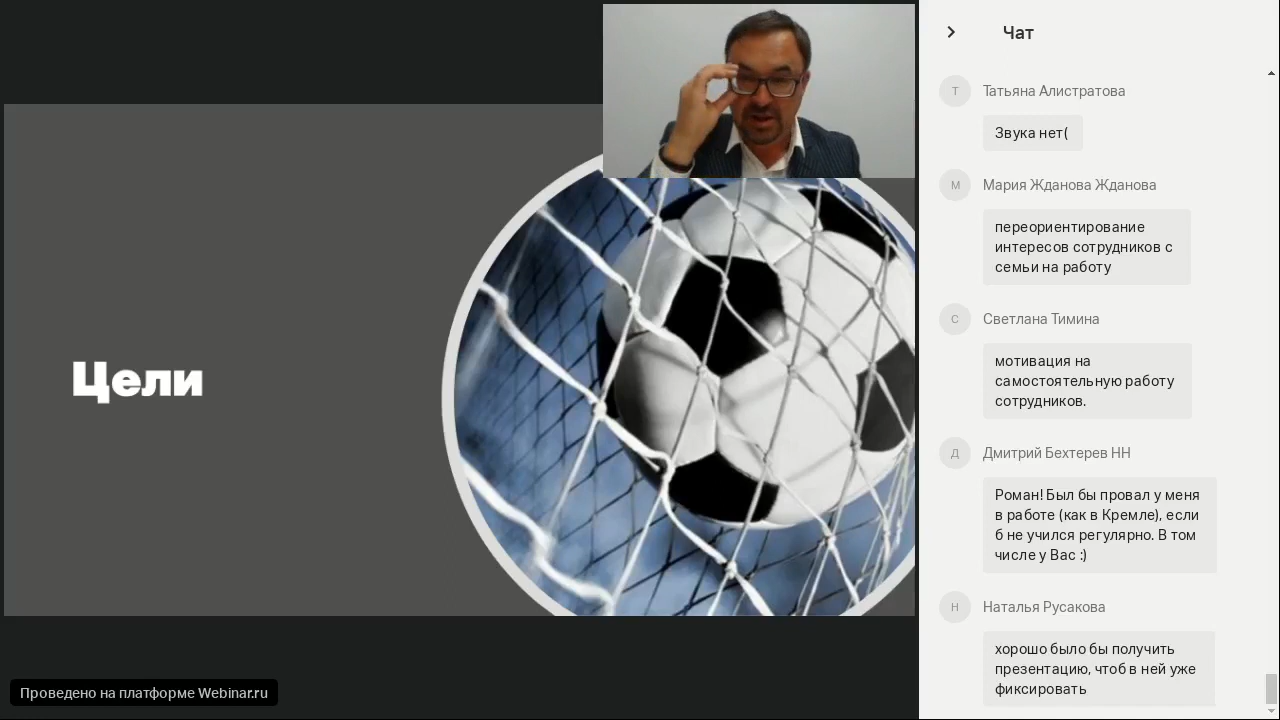 Цели
Проведено на платформе Webinar.ru
Чат
Т
Татьяна Алистратова
Звука нет(
М
Мария Жданова Жданова
переориентирование
интересов сотрудников с
семьи на работу
С
Светлана Тимина
мотивация на
самостоятельную работу
сотрудников.
Д
Дмитрий Бехтерев НН
Роман! Был бы провал у меня
в работе (как в Кремле), если
б не учился регулярно. В том
числе у Вас :)
Н
Наталья Русакова
хорошо было бы получить
презентацию, чтоб в ней уже
фиксировать